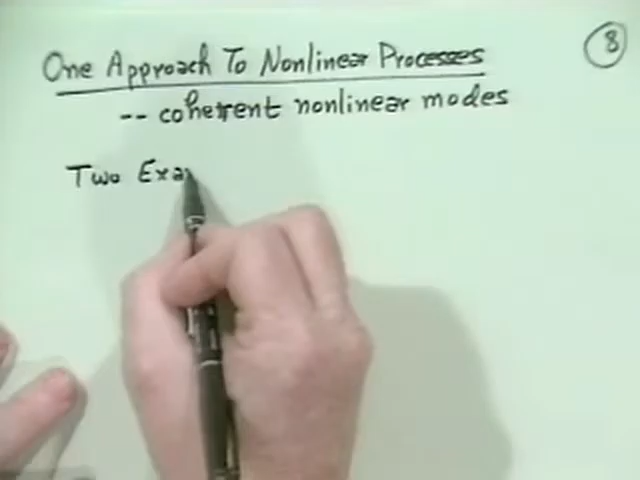 8
One Approach To Nonlinear Processes
-- coherent nonlinear modes
Two Exa